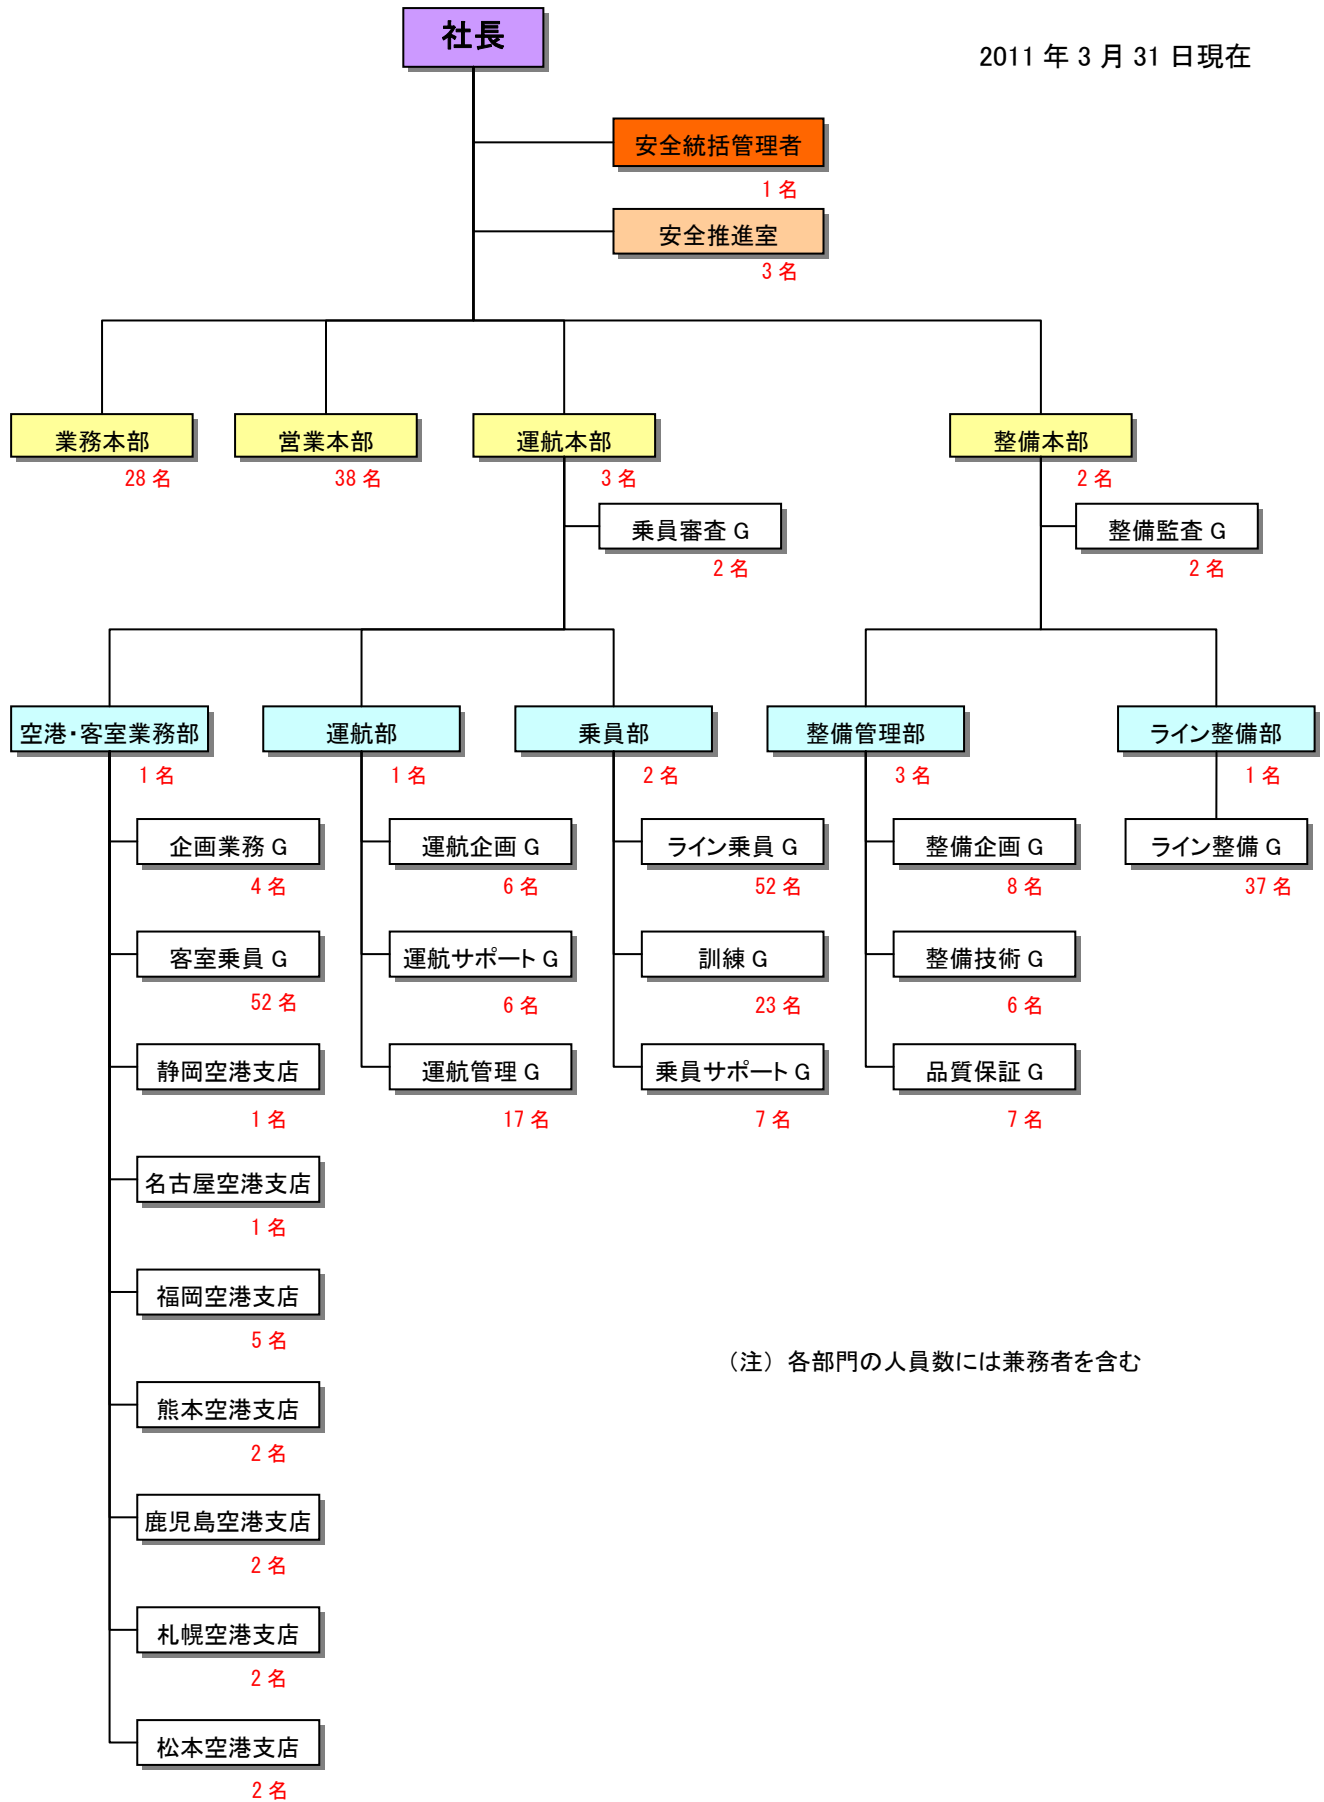 社長
2011 年 3 月 31 日現在
安全統括管理者
1 名
安全推進室
3 名
業務本部
28 名
営業本部
38 名
運航本部
3 名
整備本部
2 名
乗員審査 G
2 名
整備監査 G
2 名
空港・客室業務部
1 名
運航部
1 名
乗員部
2 名
整備管理部
3 名
ライン整備部
1 名
企画業務 G
4 名
運航企画 G
6 名
ライン乗員 G
52 名
整備企画 G
8 名
ライン整備 G
37 名
客室乗員 G
52 名
運航サポート G
6 名
訓練 G
23 名
整備技術 G
6 名
静岡空港支店
1 名
運航管理 G
17 名
乗員サポート G
7 名
品質保証 G
7 名
名古屋空港支店
1 名
福岡空港支店
5 名
(注) 各部門の人員数には兼務者を含む
熊本空港支店
2 名
鹿児島空港支店
2 名
札幌空港支店
2 名
松本空港支店
2 名